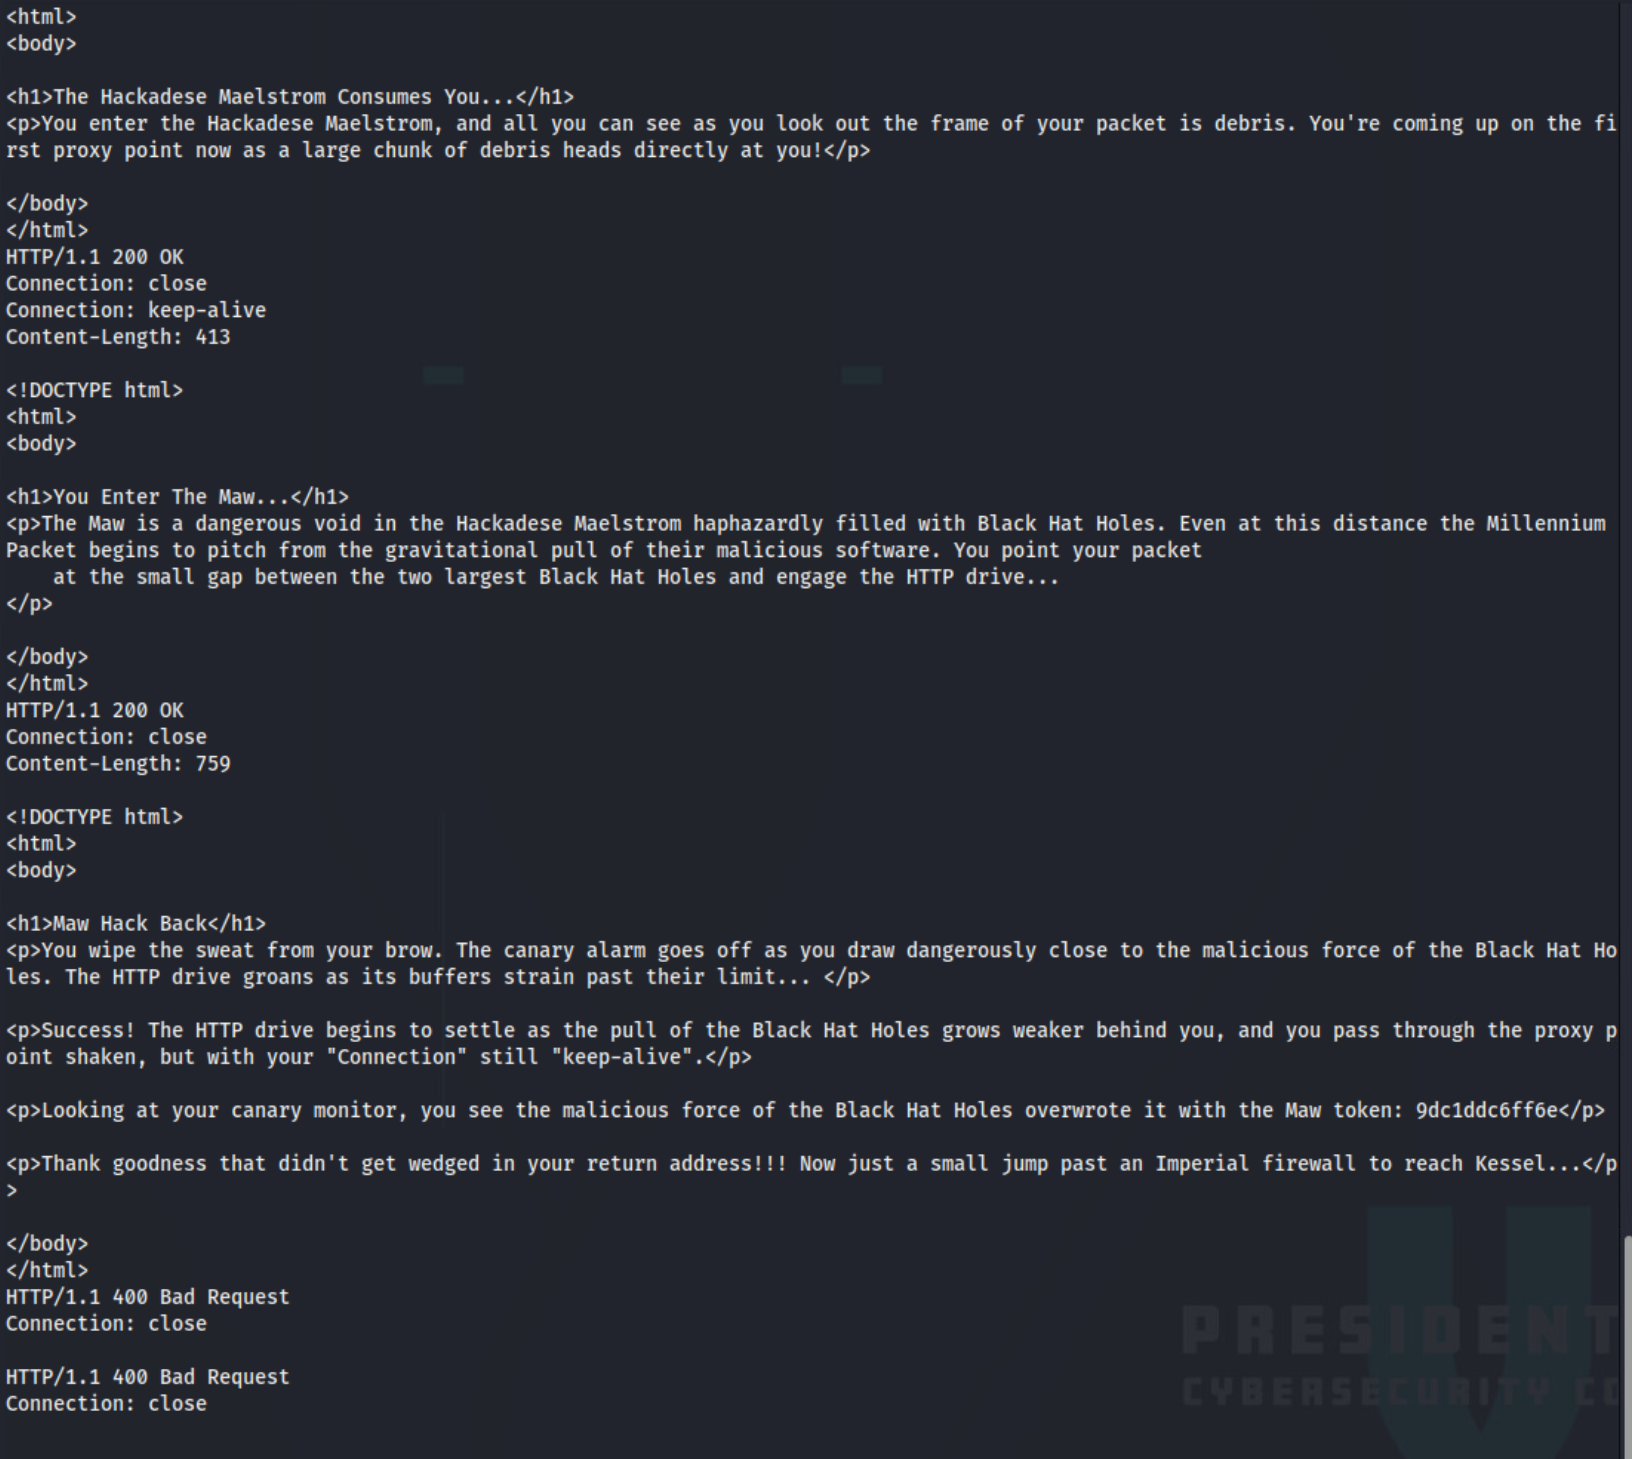 <html>
<body>
<h1>The Hackadese Maelstrom Consumes You...</h1>
<p>You enter the Hackadese Maelstrom, and all you can see as you look out the frame of your packet is debris. You're coming up on the fi
rst proxy point now as a large chunk of debris heads directly at you!</p>
</body>
</html>
HTTP/1.1 200 OK
Connection: close
Connection: keep-alive
Content-Length: 413
<!DOCTYPE html>
<html>
<body>
<h1>You Enter The Maw...</h1>
<p>The Maw is a dangerous void in the Hackadese Maelstrom haphazardly filled with Black Hat Holes. Even at this distance the Millennium
Packet begins to pitch from the gravitational pull of their malicious software. You point your packet
    at the small gap between the two largest Black Hat Holes and engage the HTTP drive...
</p>
</body>
</html>
HTTP/1.1 200 OK
Connection: close
Content-Length: 759
<!DOCTYPE html>
<html>
<body>
<h1>Maw Hack Back</h1>
<p>You wipe the sweat from your brow. The canary alarm goes off as you draw dangerously close to the malicious force of the Black Hat Ho
les. The HTTP drive groans as its buffers strain past their limit... </p>
<p>Success! The HTTP drive begins to settle as the pull of the Black Hat Holes grows weaker behind you, and you pass through the proxy p
oint shaken, but with your "Connection" still "keep-alive".</p>
<p>Looking at your canary monitor, you see the malicious force of the Black Hat Holes overwrote it with the Maw token: 9dc1ddc6ff6e</p>
<p>Thank goodness that didn't get wedged in your return address!!! Now just a small jump past an Imperial firewall to reach Kessel...</p
>
</body>
</html>
HTTP/1.1 400 Bad Request
Connection: close
HTTP/1.1 400 Bad Request
Connection: close
PRESIDENT
CYBERSECURITY CO